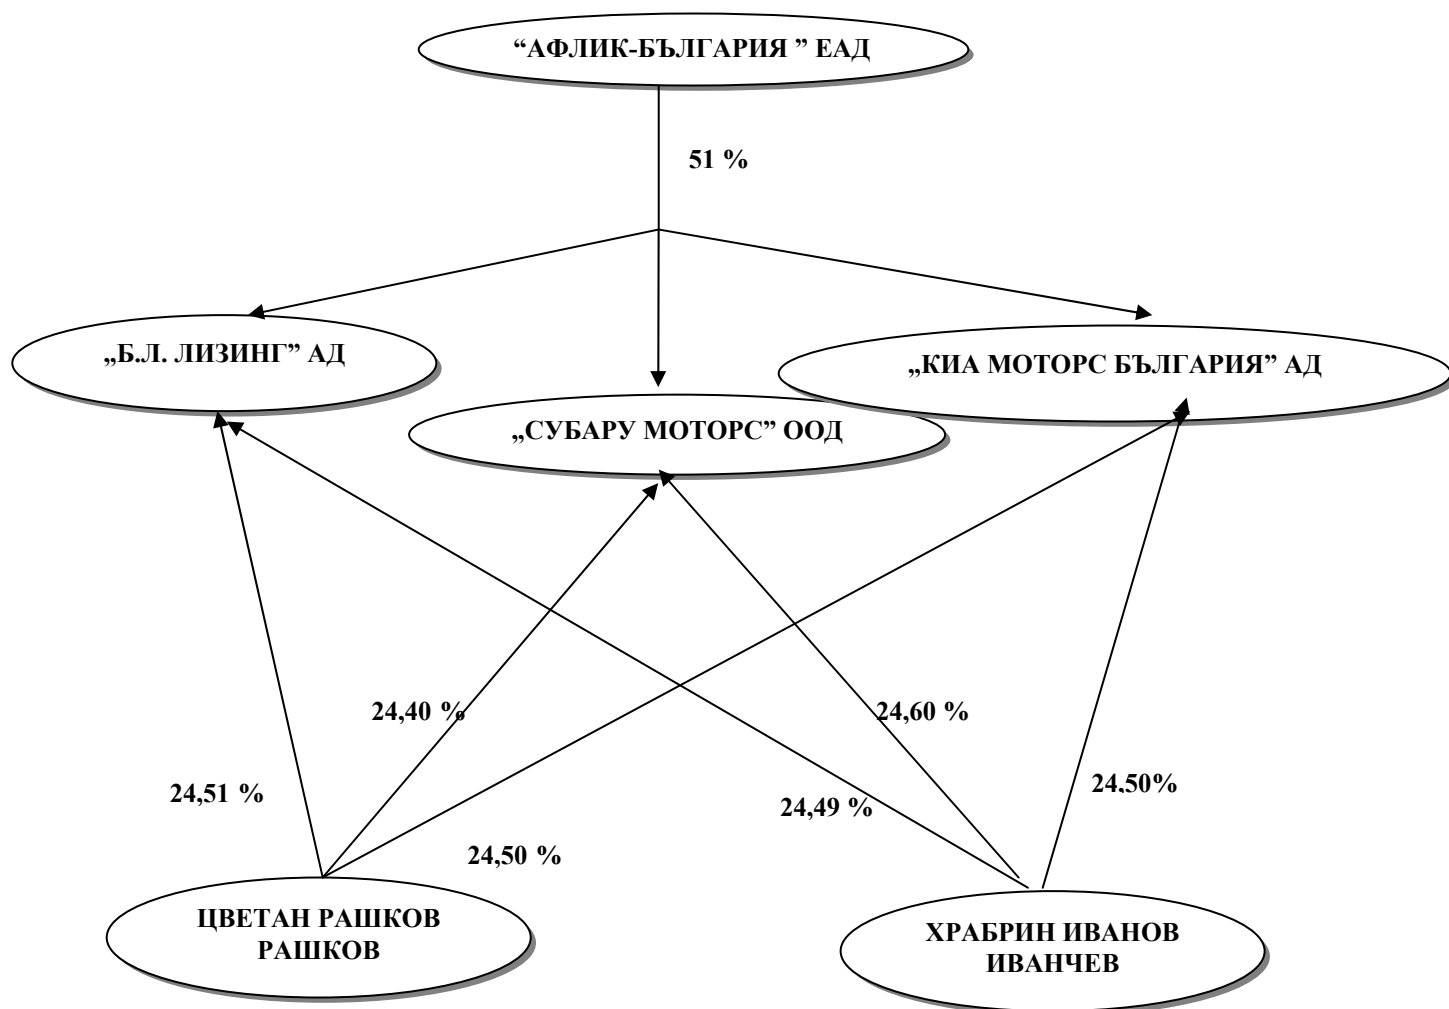 “АФЛИК-БЪЛГАРИЯ ” ЕАД
51 %
„Б.Л. ЛИЗИНГ” АД
„КИА МОТОРС БЪЛГАРИЯ” АД
„СУБАРУ МОТОРС” ООД
24,40 %
24,60 %
24,51 %
24,49 %
24,50%
24,50 %
ЦВЕТАН РАШКОВ
РАШКОВ
ХРАБРИН ИВАНОВ
ИВАНЧЕВ